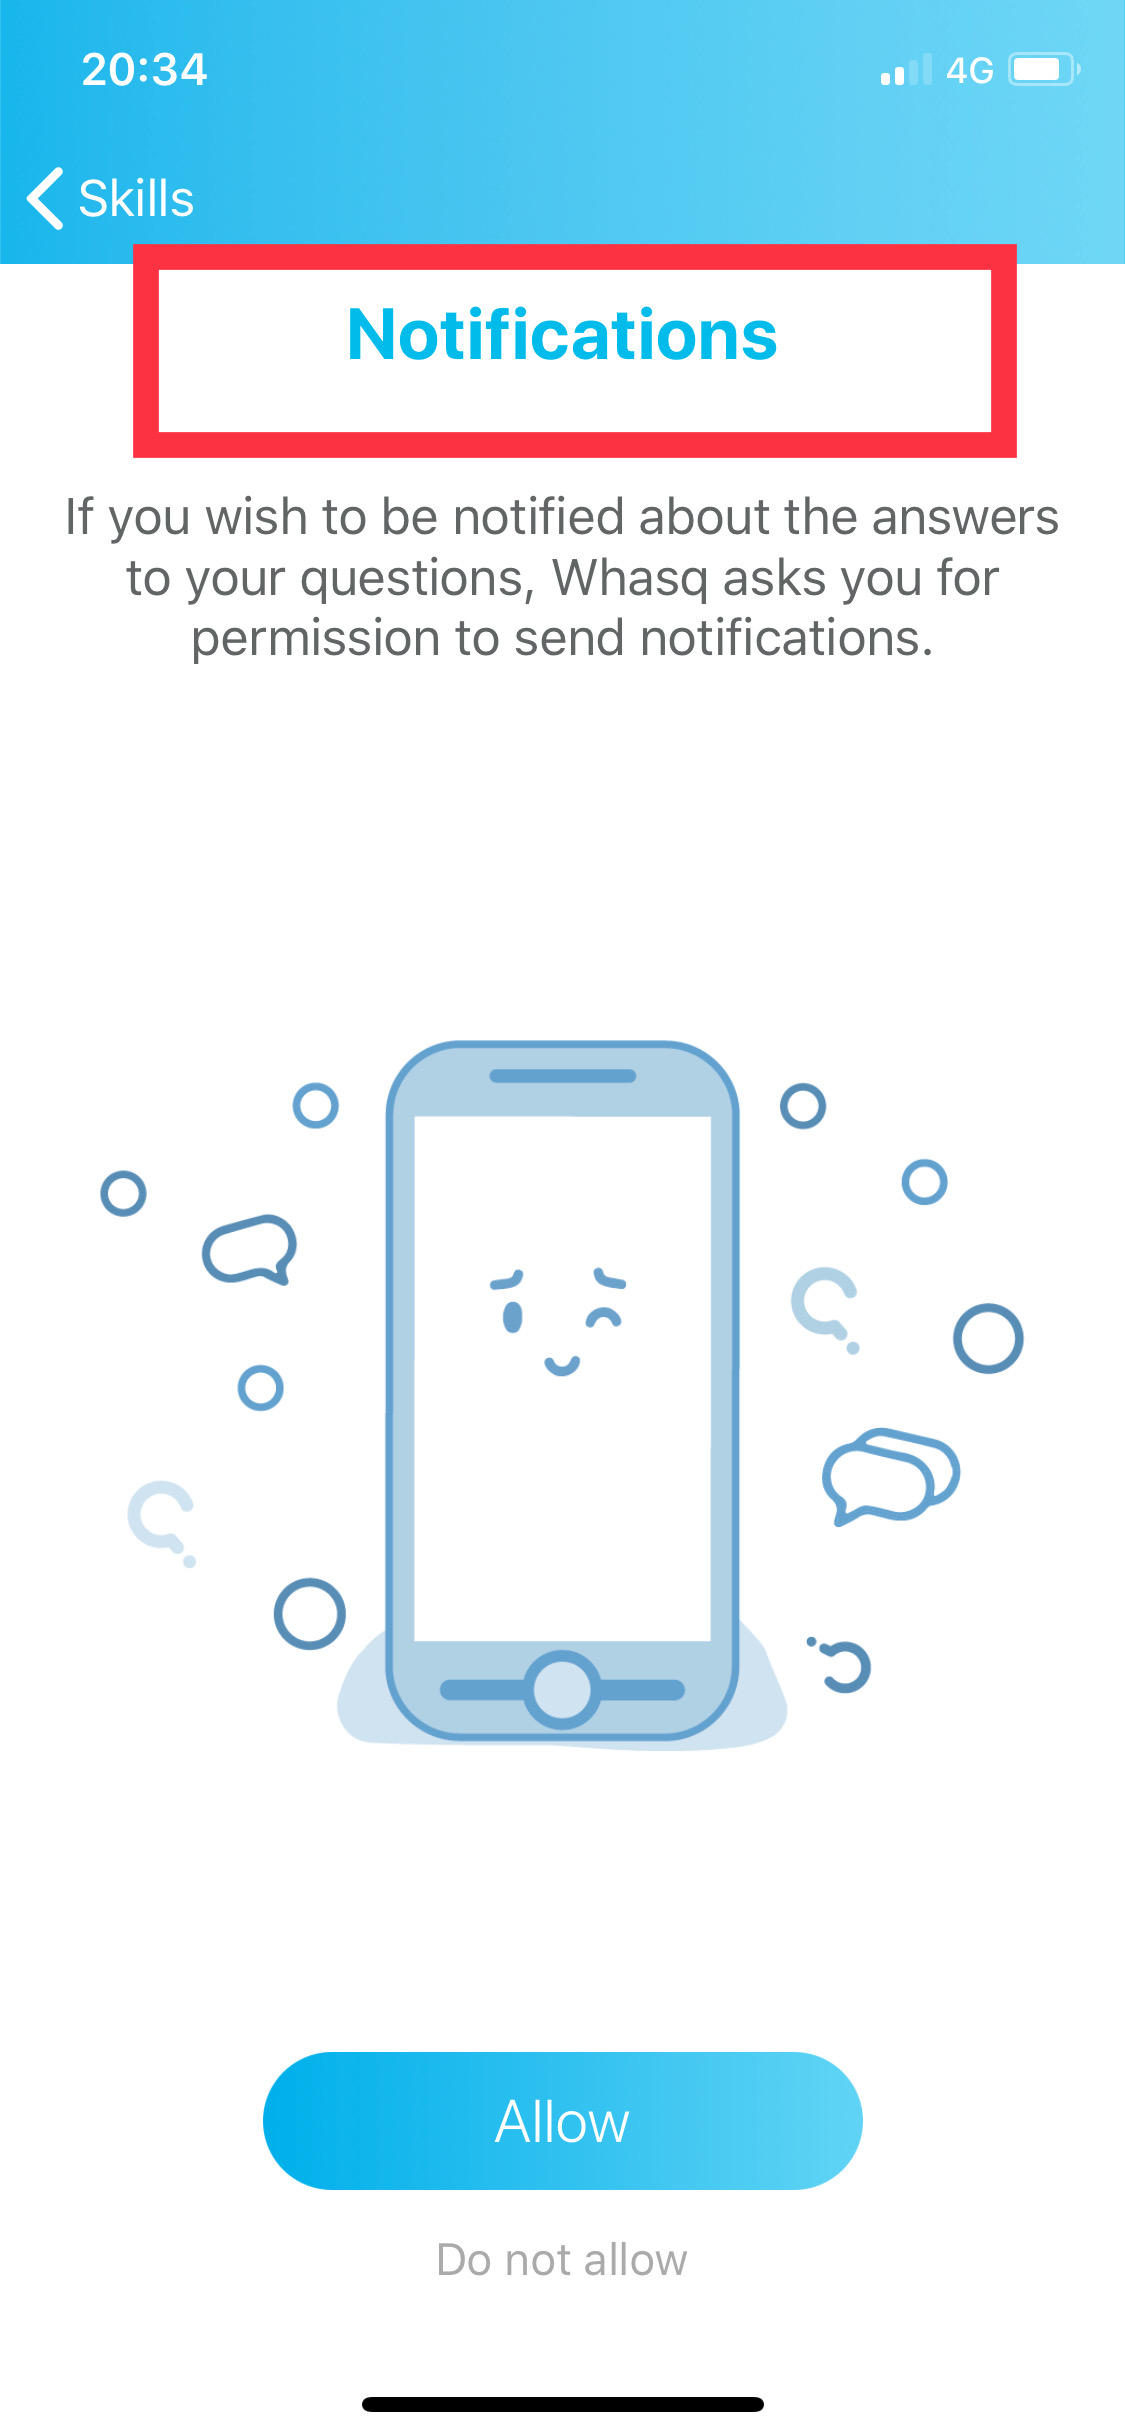 20:34
4G
Skills
Notifications
If you wish to be notified about the answers
to your questions, Whasq asks you for
permission to send notifications.
Allow
Do not allow